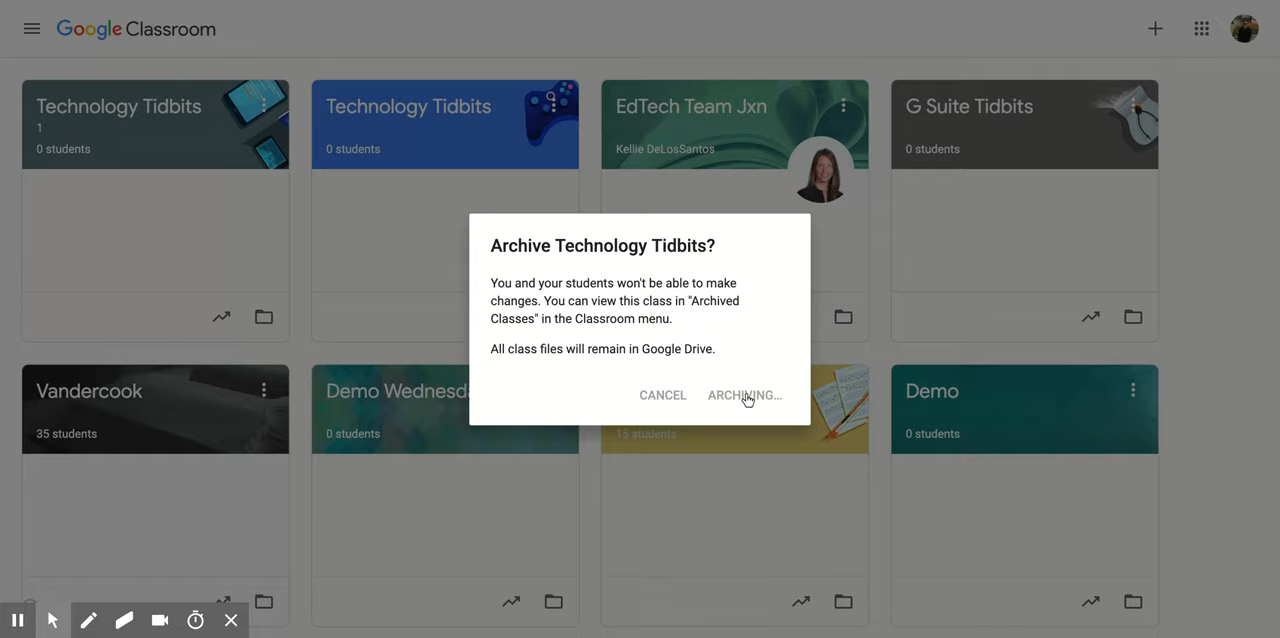 Google Classroom
Technology Tidbits
1
0 students
Technology Tidbits
0 students
EdTech Team Jxn
Kellie DeLosSantos
G Suite Tidbits
0 students
Archive Technology Tidbits?
You and your students won't be able to make
changes. You can view this class in "Archived
Classes" in the Classroom menu.
All class files will remain in Google Drive.
CANCEL
ARCHIVING...
Vandercook
35 students
Demo Wednesda
0 students
15 students
Demo
0 students